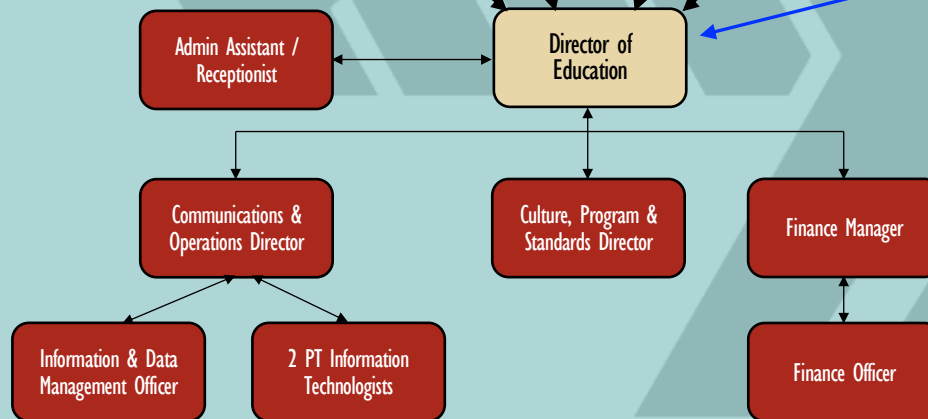 Admin Assistant /
Receptionist
Director of
Education
Communications &
Operations Director
Culture, Program &
Standards Director
Finance Manager
Information & Data
Management Officer
2 PT Information
Technologists
Finance Officer